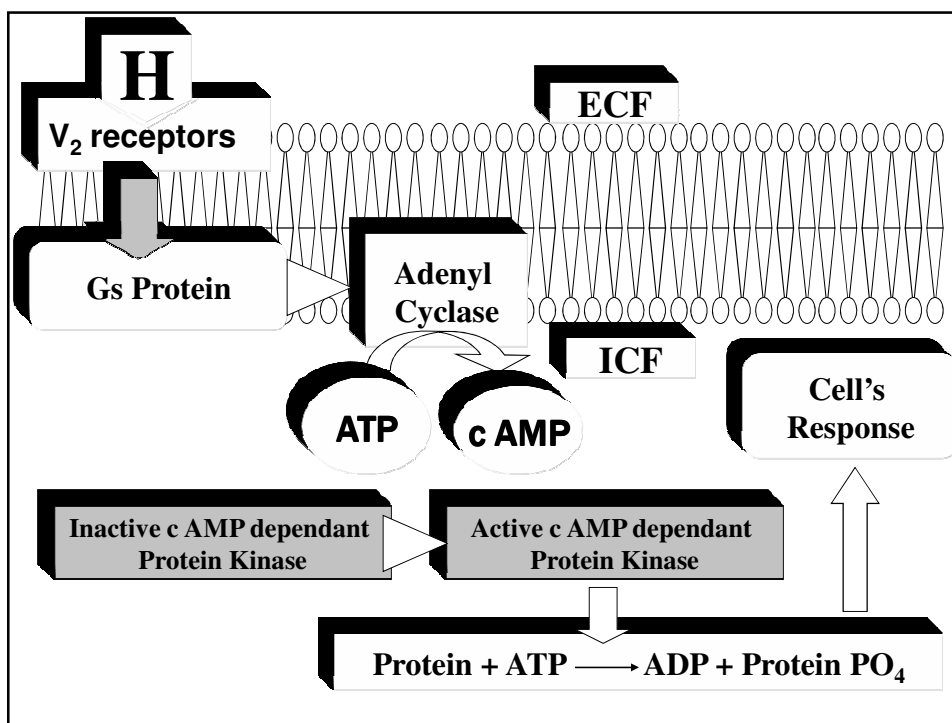 H
V₂ receptors
ECF
Gs Protein
Adenyl
Cyclase
ICF
ATP
c AMP
Cell's
Response
Inactive c AMP dependant
Protein Kinase
Active c AMP dependant
Protein Kinase
Protein + ATP ⟶ ADP + Protein PO₄